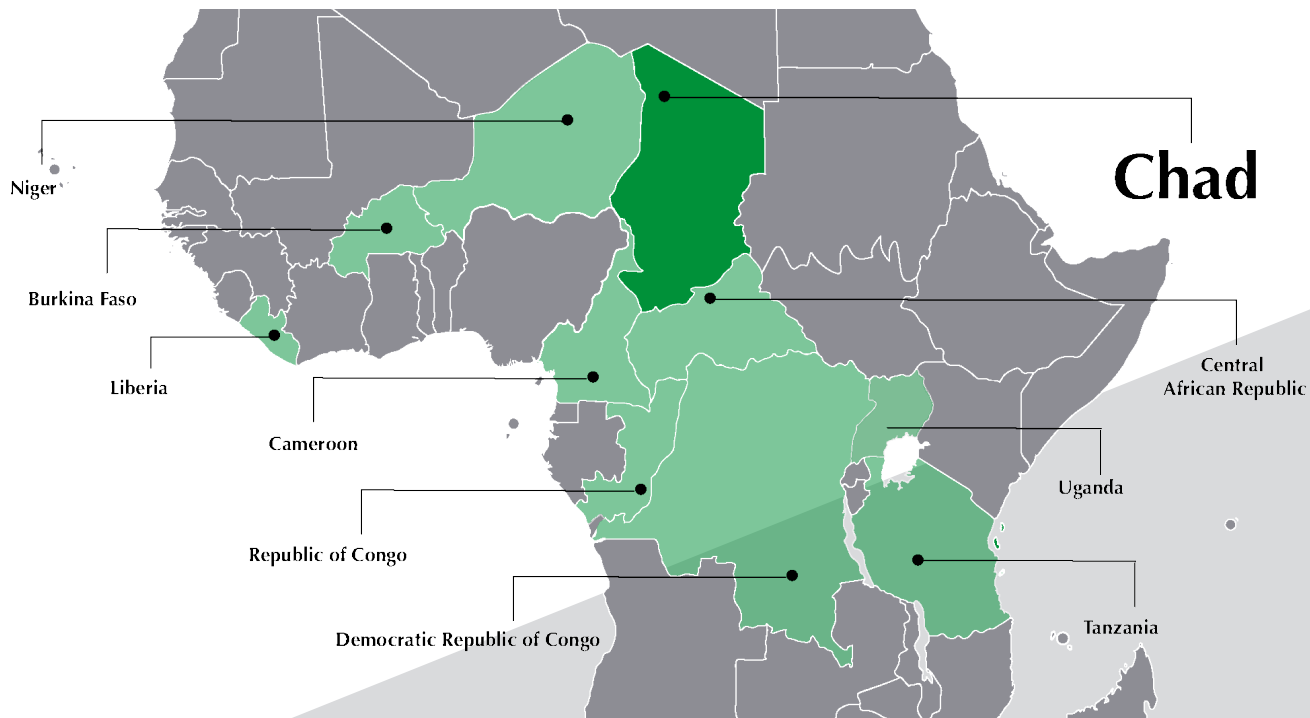 Chad
Niger
Burkina Faso
Liberia
Central
African Republic
Cameroon
Uganda
Republic of Congo
Democratic Republic of Congo
Tanzania